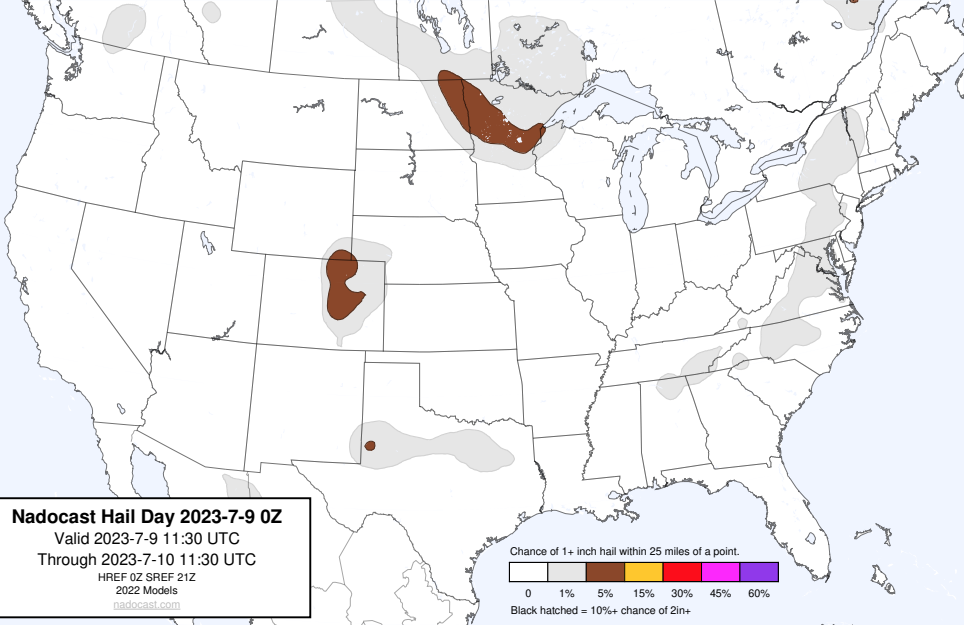 Nadocast Hail Day 2023-7-9 0Z
Valid 2023-7-9 11:30 UTC
Through 2023-7-10 11:30 UTC
HREF 0Z SREF 21Z
2022 Models
nadocast.com
Chance of 1+ inch hail within 25 miles of a point.
0 1% 5% 15% 30% 45% 60%
Black hatched = 10%+ chance of 2in+